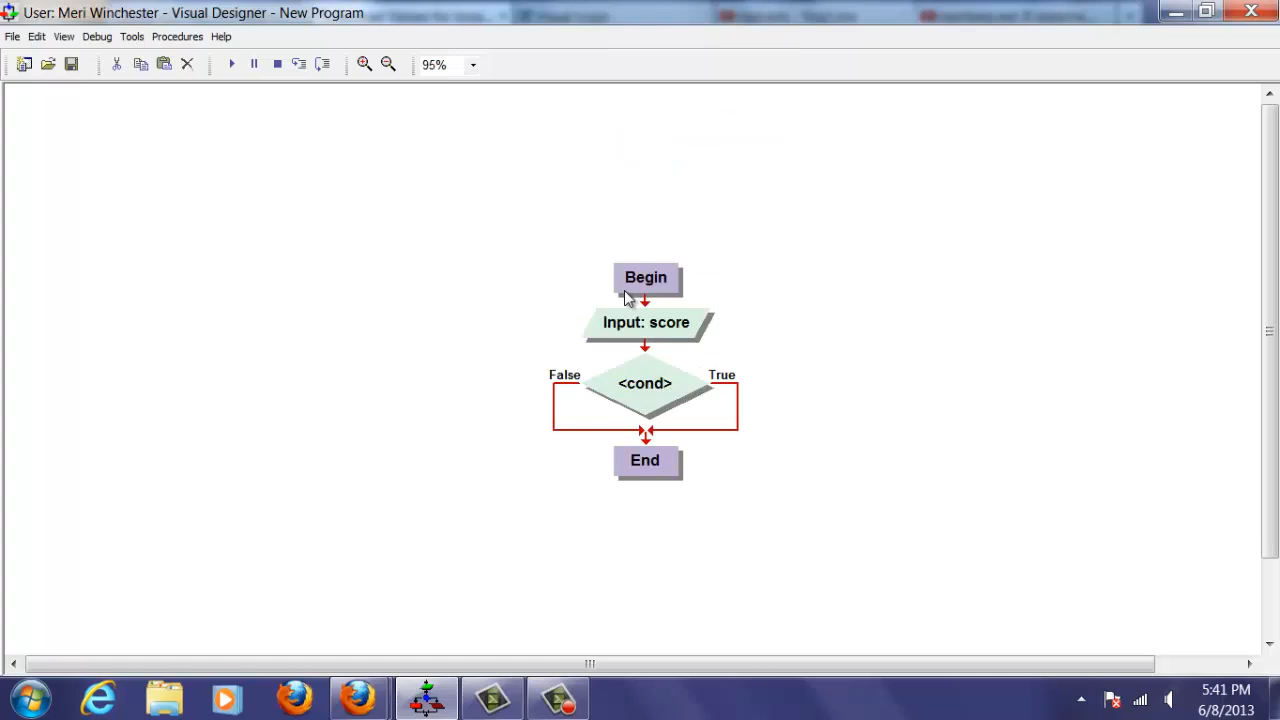 User: Meri Winchester - Visual Designer - New Program
File Edit View Debug Tools Procedures Help
95%
Begin
Input: score
False <cond> True
End
5:41 PM
6/8/2013